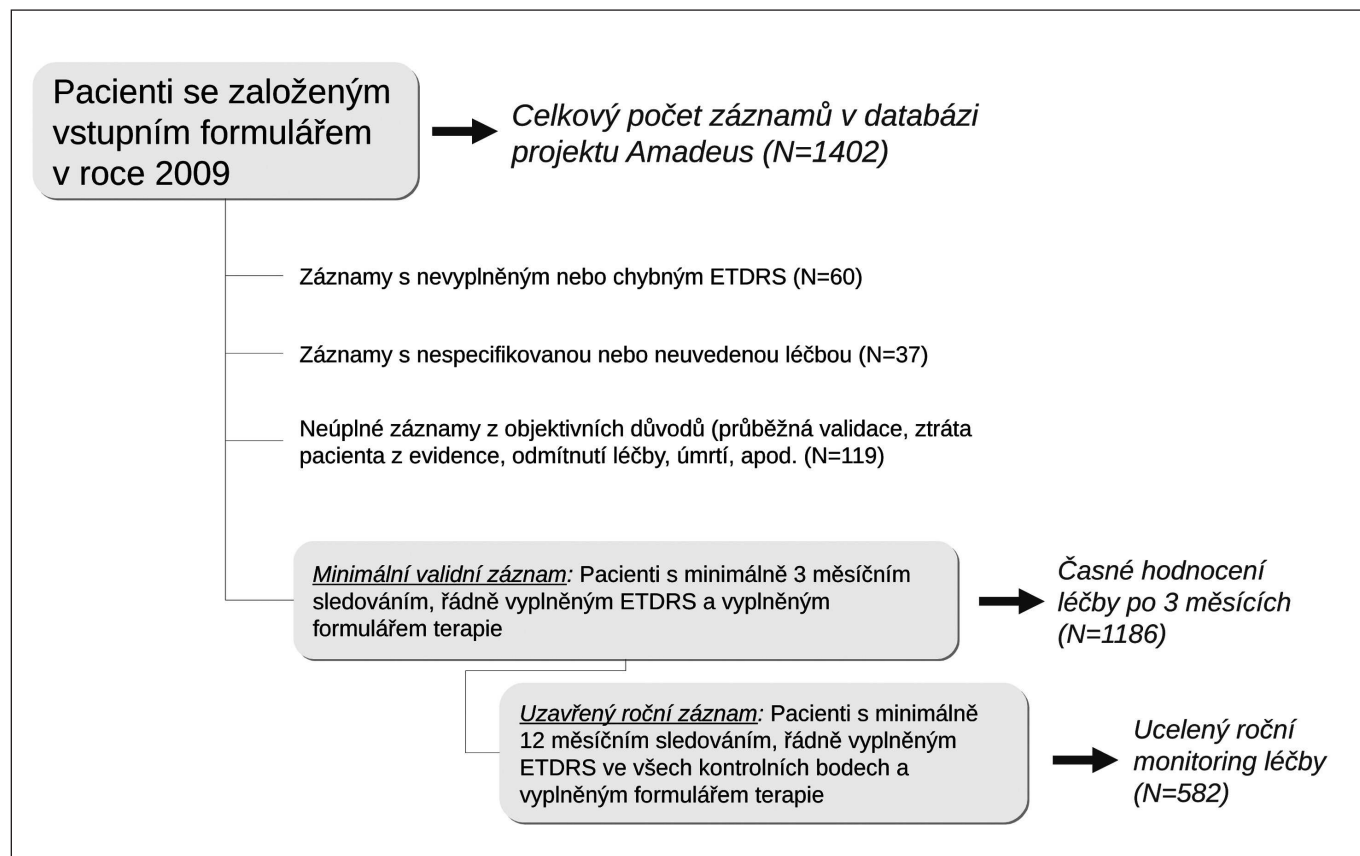 Pacienti se založeným
vstupním formulářem
v roce 2009
Celkový počet záznamů v databázi
projektu Amadeus (N=1402)
Záznamy s nevyplněným nebo chybným ETDRS (N=60)
Záznamy s nespecifikovanou nebo neuvedenou léčbou (N=37)
Neúplné záznamy z objektivních důvodů (průběžná validace, ztráta
pacienta z evidence, odmítnutí léčby, úmrtí, apod. (N=119)
Minimální validní záznam: Pacienti s minimálně 3 měsíčním
sledováním, řádně vyplněným ETDRS a vyplněným
formulářem terapie
Časné hodnocení
léčby po 3 měsících
(N=1186)
Uzavřený roční záznam: Pacienti s minimálně
12 měsíčním sledováním, řádně vyplněným
ETDRS ve všech kontrolních bodech a
vyplněným formulářem terapie
Ucelený roční
monitoring léčby
(N=582)